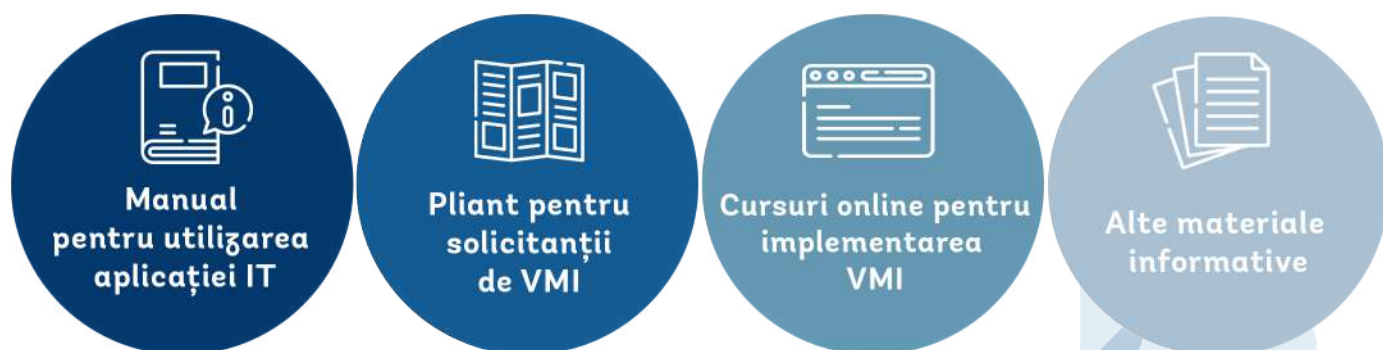 Manual
pentru utilizarea
aplicației IT
Pliant pentru
solicitanții
de VMI
Cursuri online pentru
implementarea
VMI
Alte materiale
informative